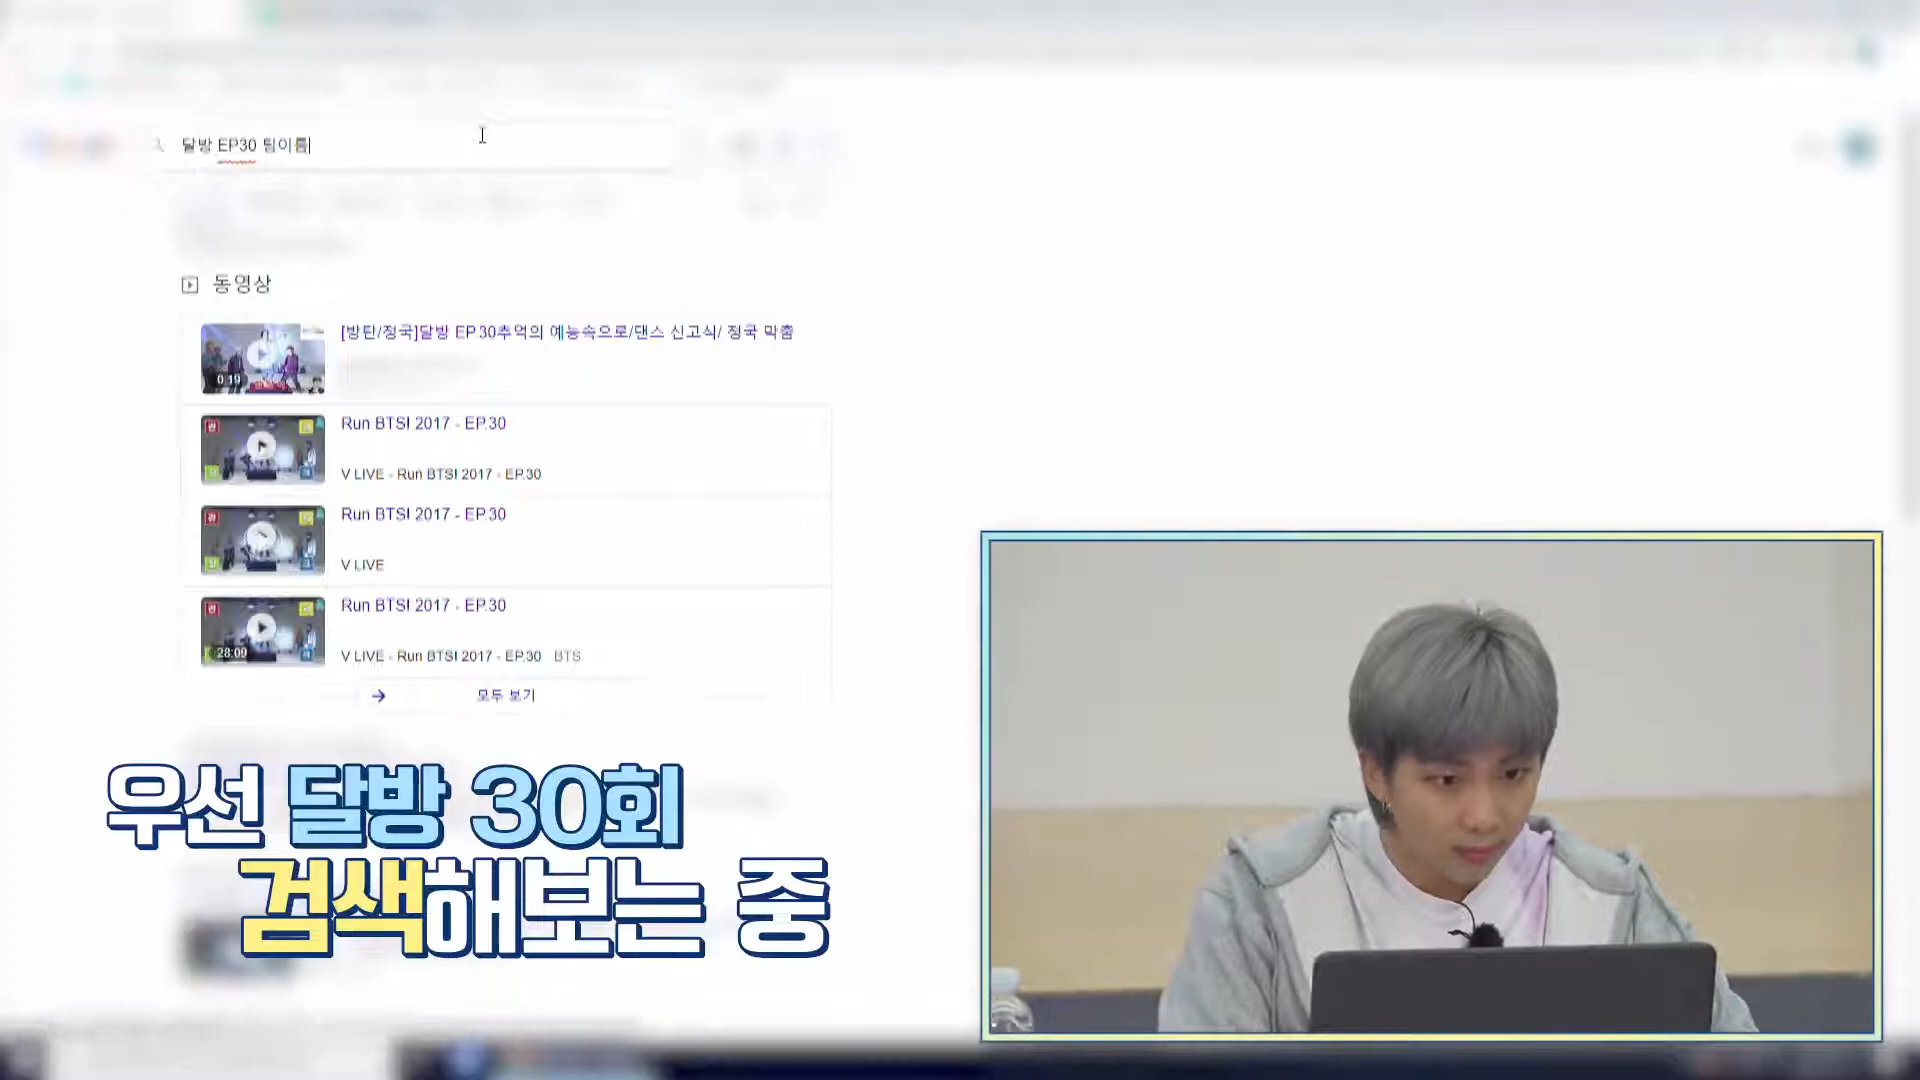 달방 EP30 팀이름
동영상
[방탄/정국]달방 EP.30추억의 예능속으로/댄스 신고식/ 정국 막춤
0:19
Run BTS! 2017 - EP.30
V LIVE - Run BTS! 2017 - EP.30
Run BTS! 2017 - EP.30
V LIVE
Run BTS! 2017 - EP.30
28:09
V LIVE - Run BTS! 2017 - EP.30 BTS
모두 보기
우선 달방 30회
검색해보는 중